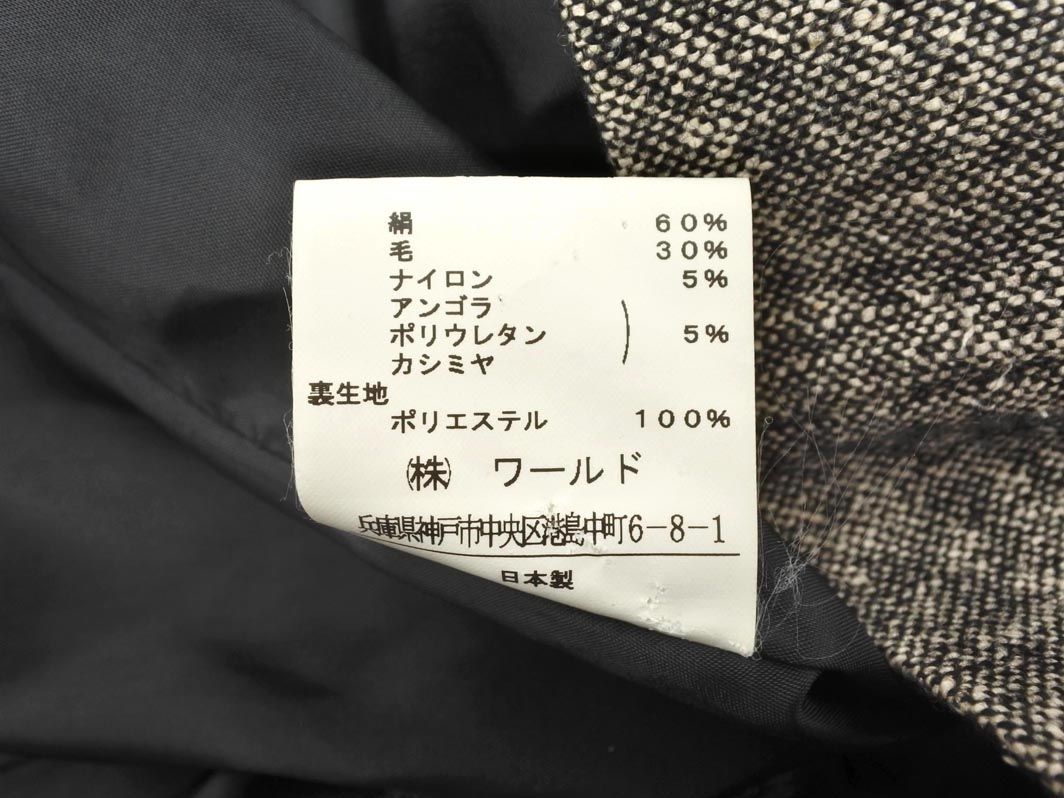 絹 60%
毛 30%
ナイロン 5%
アンゴラ
ポリウレタン ) 5%
カシミヤ
裏生地
ポリエステル 100%
㈱ ワールド
兵庫県神戸市中央区港島中町6-8-1
日本製